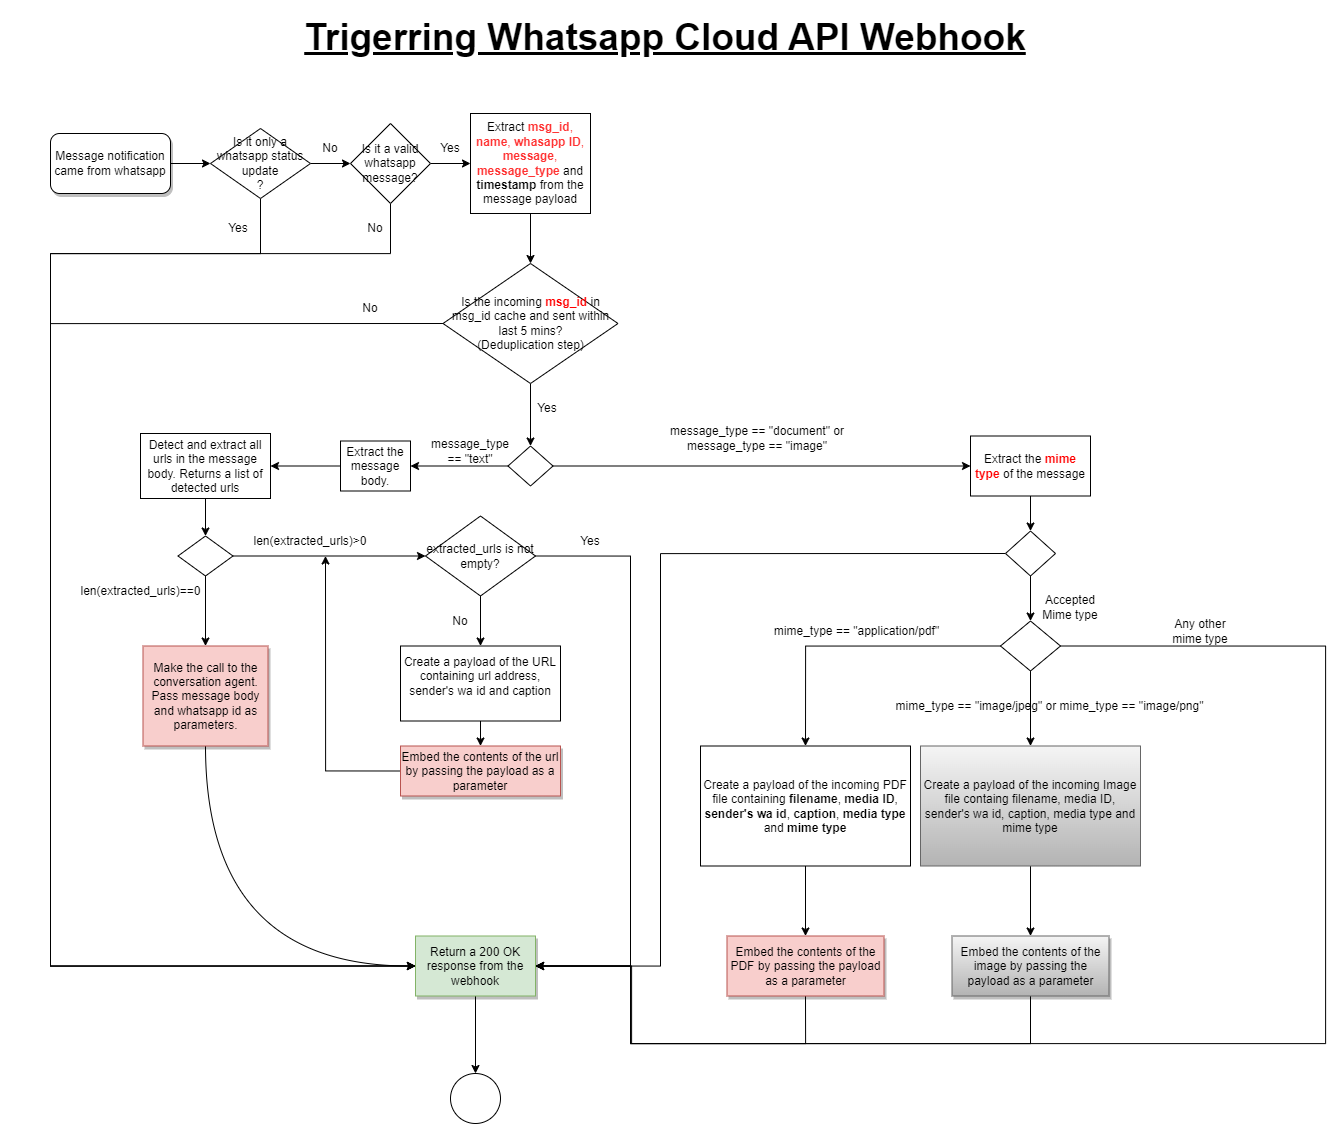 Trigerring Whatsapp Cloud API Webhook
Message notification
came from whatsapp
Is it only a
whatsapp status
update
?
No
Is it a valid
whatsapp
message?
Yes
Extract msg_id,
name, whasapp ID,
message,
message_type and
timestamp from the
message payload
Yes
No
No
Is the incoming msg_id in
msg_id cache and sent within
last 5 mins?
(Deduplication step)
Yes
message_type == "document" or
message_type == "image"
message_type
== "text"
Extract the
message
body.
Detect and extract all
urls in the message
body. Returns a list of
detected urls
Extract the mime
type of the message
len(extracted_urls)>0
extracted_urls is not
empty?
Yes
len(extracted_urls)==0
No
Accepted
Mime type
mime_type == "application/pdf"
Any other
mime type
Make the call to the
conversation agent.
Pass message body
and whatsapp id as
parameters.
Create a payload of the URL
containing url address,
sender's wa id and caption
mime_type == "image/jpeg" or mime_type == "image/png"
Embed the contents of the url
by passing the payload as a
parameter
Create a payload of the incoming PDF
file containing filename, media ID,
sender's wa id, caption, media type
and mime type
Create a payload of the incoming Image
file containg filename, media ID,
sender's wa id, caption, media type and
mime type
Return a 200 OK
response from the
webhook
Embed the contents of the
PDF by passing the payload
as a parameter
Embed the contents of the
image by passing the
payload as a parameter